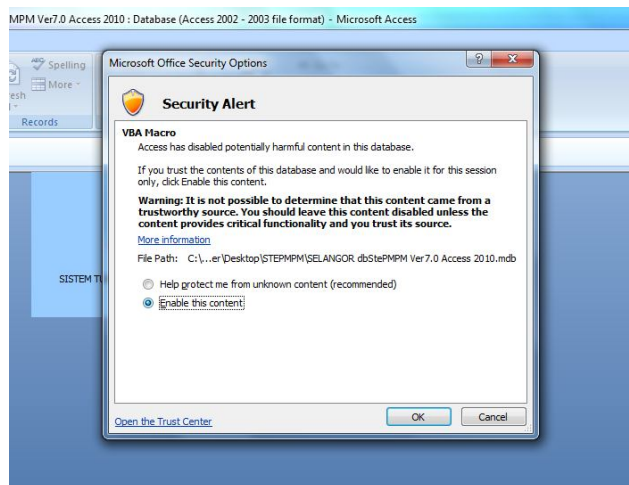 MPM Ver7.0 Access 2010 : Database (Access 2002 - 2003 file format) - Microsoft Access
Spelling
More
esh
Records
Microsoft Office Security Options
Security Alert
VBA Macro
Access has disabled potentially harmful content in this database.
If you trust the contents of this database and would like to enable it for this session
only, click Enable this content.
Warning: It is not possible to determine that this content came from a
trustworthy source. You should leave this content disabled unless the
content provides critical functionality and you trust its source.
More information
File Path: C:\...er\Desktop\STEPMPM\SELANGOR dbStePMPM Ver7.0 Access 2010.mdb
SISTEM TU
Help protect me from unknown content (recommended)
Enable this content
Open the Trust Center
OK
Cancel